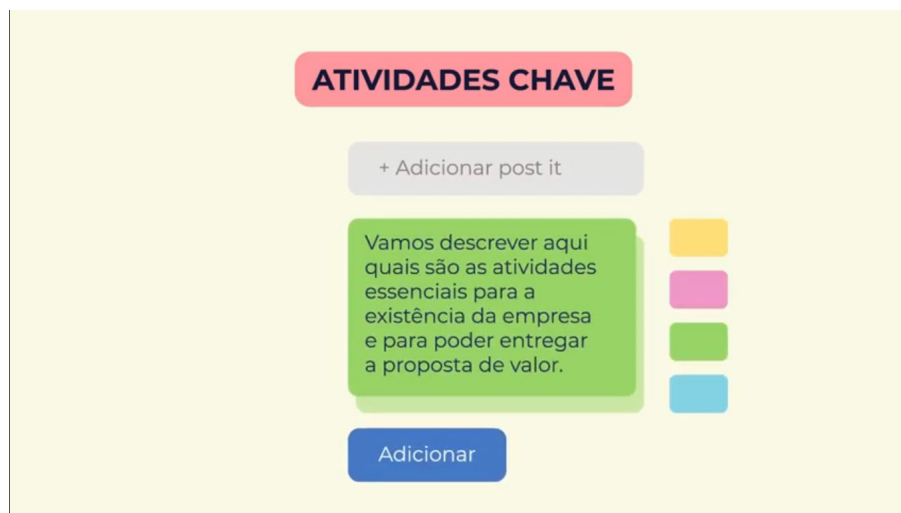 ATIVIDADES CHAVE
+ Adicionar post it
Vamos descrever aqui
quais são as atividades
essenciais para a
existência da empresa
e para poder entregar
a proposta de valor.
Adicionar